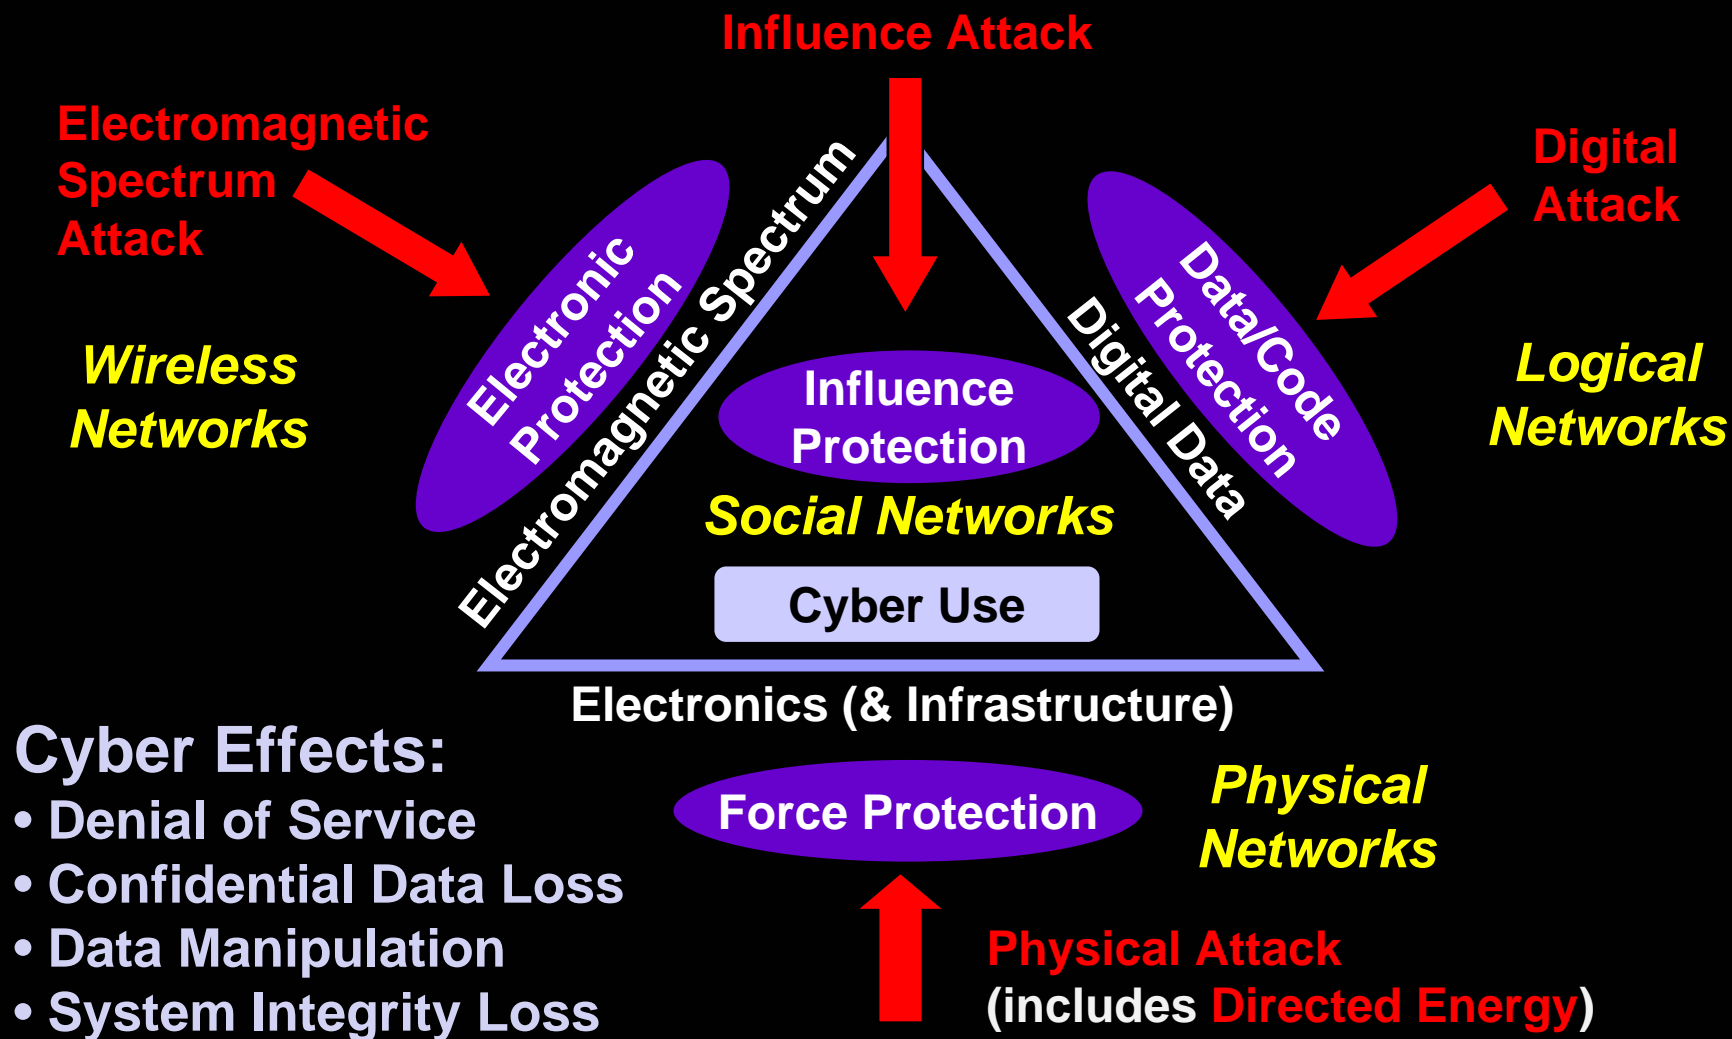 Influence Attack
Electromagnetic
Spectrum
Attack
Digital
Attack
Electronic
Protection
Electromagnetic Spectrum
Data/Code
Protection
Digital Data
Wireless
Networks
Logical
Networks
Influence
Protection
Social Networks
Cyber Use
Electronics (& Infrastructure)
Force Protection
Physical
Networks
Physical Attack
(includes Directed Energy)
Cyber Effects:
• Denial of Service
• Confidential Data Loss
• Data Manipulation
• System Integrity Loss